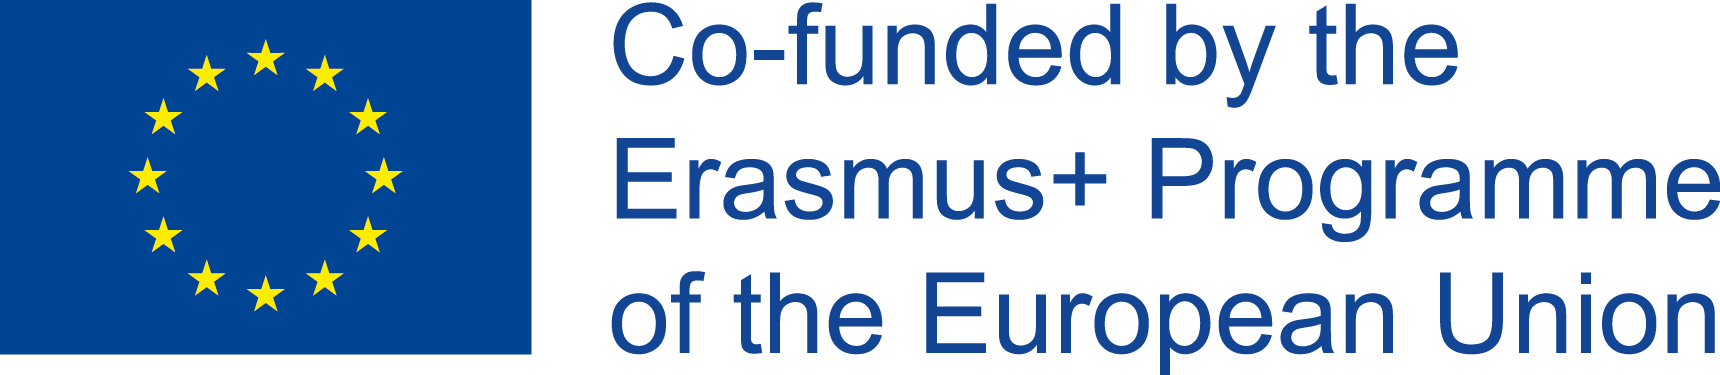 Co-funded by the
Erasmus+ Programme
of the European Union